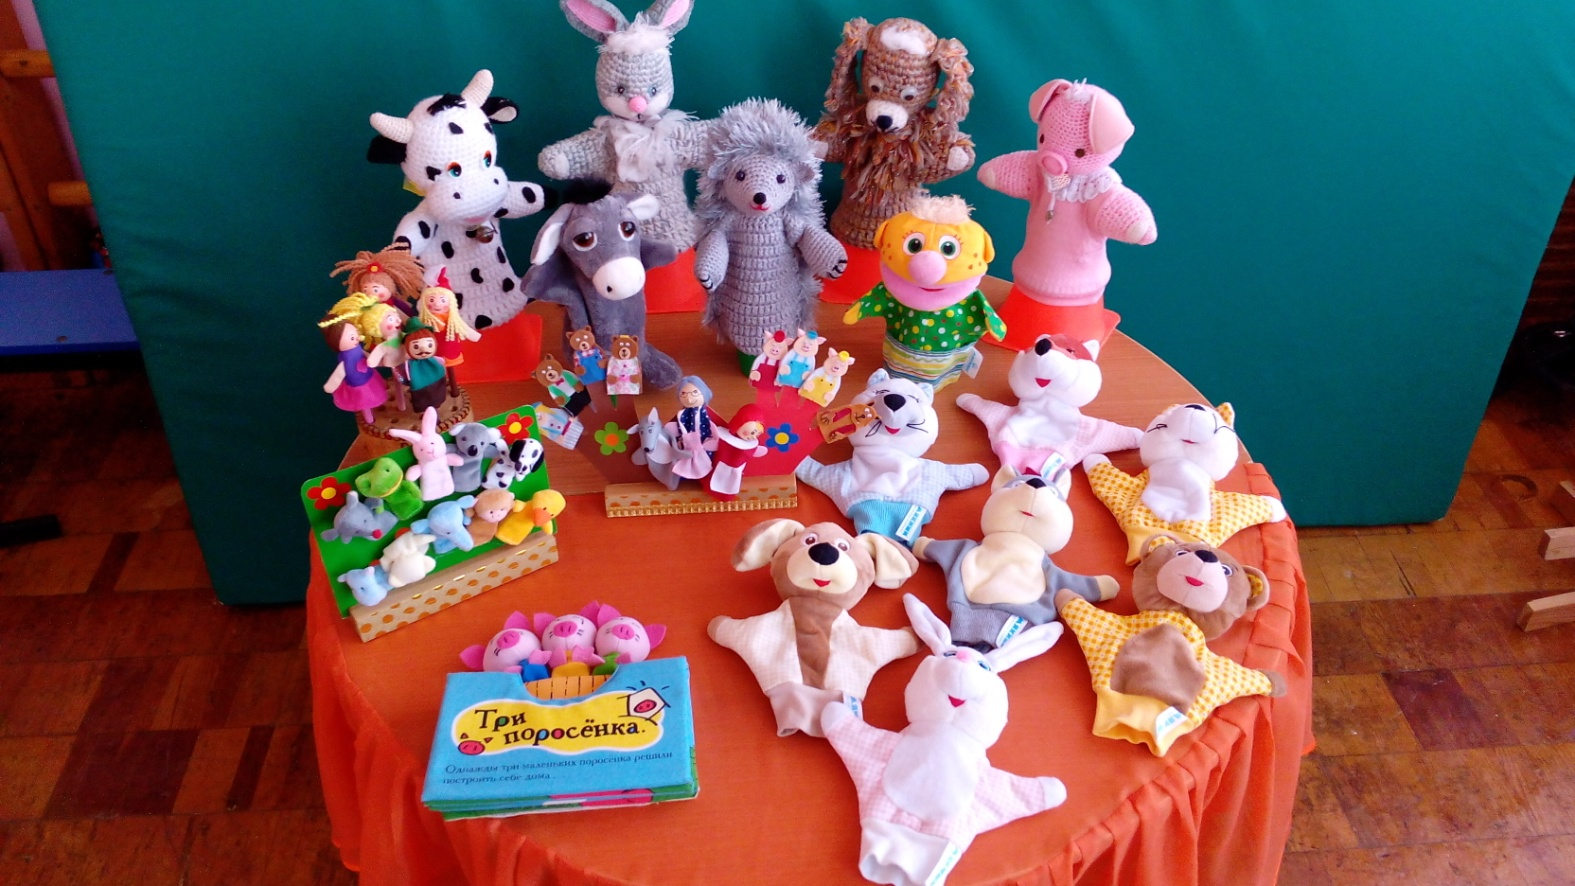 Три
поросёнка.
Однажды три маленьких поросёнка решили
построить себе дома...